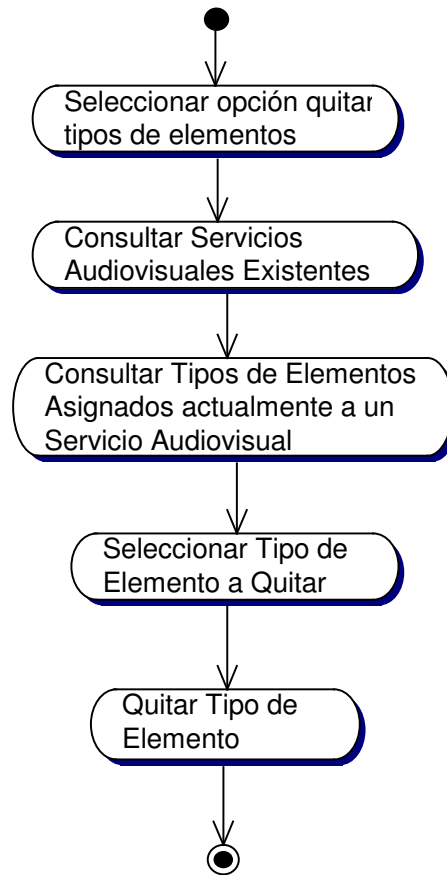 Seleccionar opción quitar
tipos de elementos
Consultar Servicios
Audiovisuales Existentes
Consultar Tipos de Elementos
Asignados actualmente a un
Servicio Audiovisual
Seleccionar Tipo de
Elemento a Quitar
Quitar Tipo de
Elemento